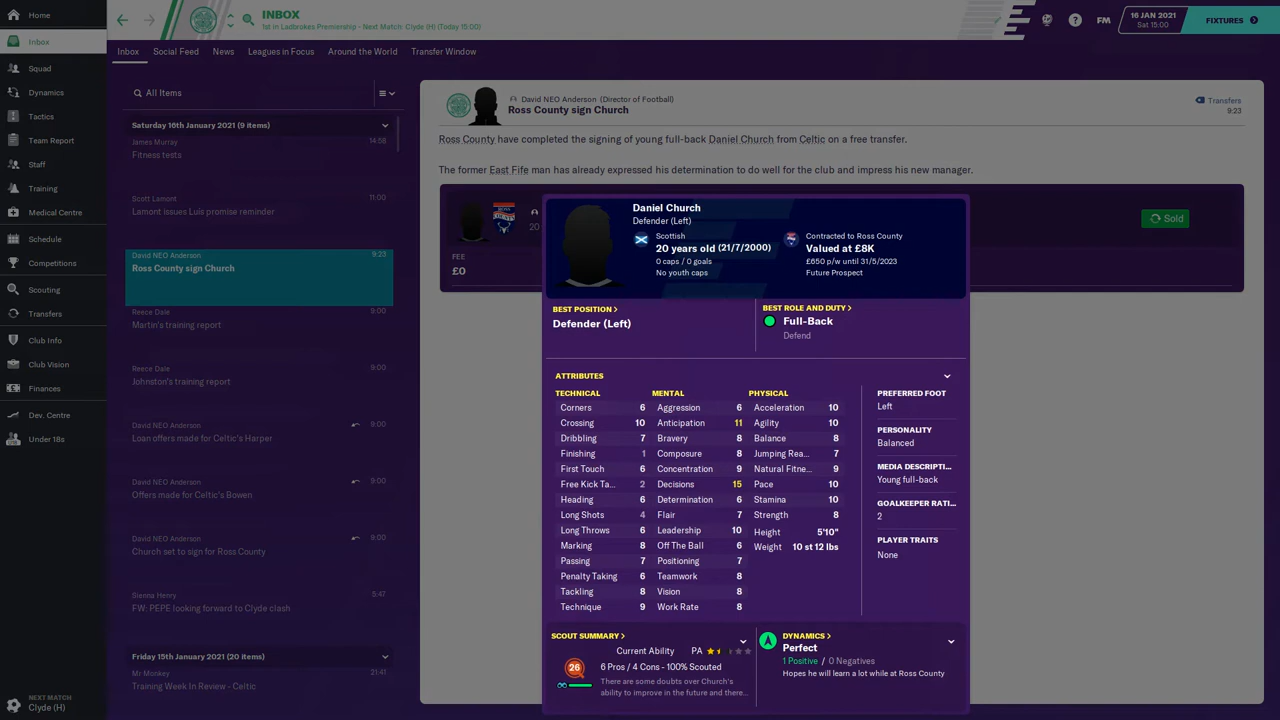 Home
Inbox
Squad
Dynamics
Tactics
Team Report
Staff
Training
Medical Centre
Schedule
Competitions
Scouting
Transfers
Club Info
Club Vision
Finances
Dev. Centre
Under 18s
NEXT MATCH
Clyde (H)
INBOX
1st in Ladbrokes Premiership - Next Match: Clyde (H) (Today 15:00)
FM
16 JAN 2021
Sat 15:00
FIXTURES
Inbox Social Feed News Leagues in Focus Around the World Transfer Window
All Items
Saturday 16th January 2021 (9 items)
James Murray 14:58
Fitness tests
Scott Lamont 11:00
Lamont issues Luis promise reminder
David NEO Anderson 9:23
Ross County sign Church
Reece Dale 9:00
Martin's training report
Reece Dale 9:00
Johnston's training report
David NEO Anderson 9:00
Loan offers made for Celtic's Harper
David NEO Anderson 9:00
Offers made for Celtic's Bowen
David NEO Anderson 9:00
Church set to sign for Ross County
Sienna Henry 5:47
FW: PEPE looking forward to Clyde clash
Friday 15th January 2021 (20 items)
Mr Monkey 21:41
Training Week In Review - Celtic
David NEO Anderson (Director of Football)
Ross County sign Church
Transfers
9:23
Ross County have completed the signing of young full-back Daniel Church from Celtic on a free transfer.
The former East Fife man has already expressed his determination to do well for the club and impress his new manager.
20
Sold
FEE
£0
Daniel Church
Defender (Left)
Scottish
20 years old (21/7/2000)
0 caps / 0 goals
No youth caps
Contracted to Ross County
Valued at £8K
£650 p/w until 31/5/2023
Future Prospect
BEST POSITION >
Defender (Left)
BEST ROLE AND DUTY >
Full-Back
Defend
ATTRIBUTES
TECHNICAL MENTAL PHYSICAL
Corners 6 Aggression 6 Acceleration 10
Crossing 10 Anticipation 11 Agility 10
Dribbling 7 Bravery 8 Balance 8
Finishing 1 Composure 8 Jumping Rea... 7
First Touch 6 Concentration 9 Natural Fitne... 9
Free Kick Ta... 2 Decisions 15 Pace 10
Heading 6 Determination 6 Stamina 10
Long Shots 4 Flair 7 Strength 8
Long Throws 6 Leadership 10 Height 5'10"
Marking 8 Off The Ball 6 Weight 10 st 12 lbs
Passing 7 Positioning 7
Penalty Taking 6 Teamwork 8
Tackling 8 Vision 8
Technique 9 Work Rate 8
PREFERRED FOOT
Left
PERSONALITY
Balanced
MEDIA DESCRIPTI...
Young full-back
GOALKEEPER RATI...
2
PLAYER TRAITS
None
SCOUT SUMMARY >
Current Ability PA
26
6 Pros / 4 Cons - 100% Scouted
There are some doubts over Church's
ability to improve in the future and there...
DYNAMICS >
Perfect
1 Positive / 0 Negatives
Hopes he will learn a lot while at Ross County